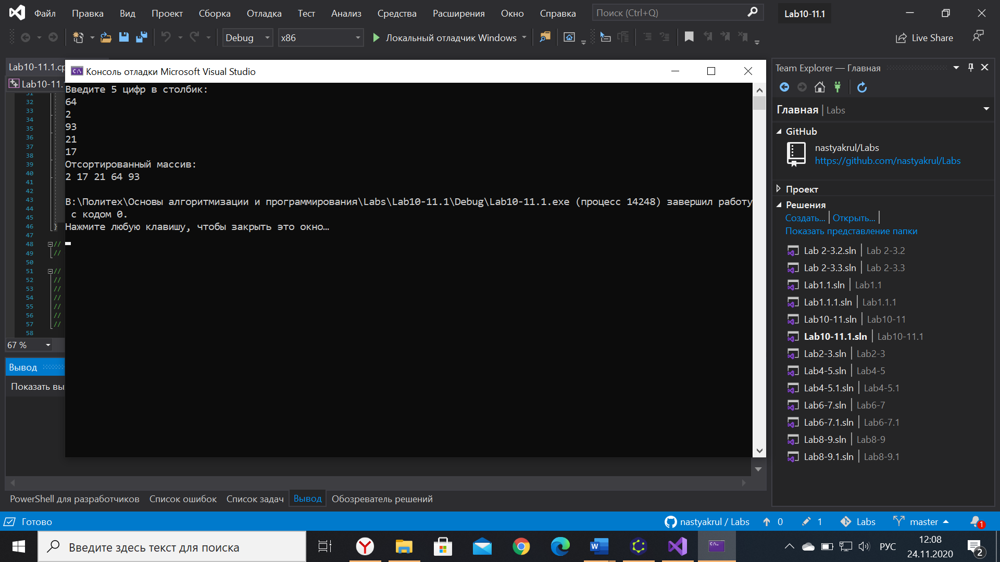 Файл Правка Вид Проект Сборка Отладка Тест Анализ Средства Расширения Окно Справка Поиск (Ctrl+Q) Lab10-11.1
Debug x86 Локальный отладчик Windows Live Share
Lab10-11.1.cp
Lab10-11.
Консоль отладки Microsoft Visual Studio
Введите 5 цифр в столбик:
64
2
93
21
17
Отсортированный массив:
2 17 21 64 93
B:\Политех\Основы алгоритмизации и программирования\Labs\Lab10-11.1\Debug\Lab10-11.1.exe (процесс 14248) завершил работу
с кодом 0.
Нажмите любую клавишу, чтобы закрыть это окно…
31
32
33
34
35
36
37
38
39
40
41
42
43
44
45
46 }
47
48 //
49 //
50
51 //
52 //
53 //
54 //
55 //
56 //
57 //
58
67 %
Вывод
Показать вы
Team Explorer — Главная
Главная | Labs
GitHub
nastyakrul/Labs
https://github.com/nastyakrul/Labs
Проект
Решения
Создать... | Открыть... |
Показать представление папки
Lab 2-3.2.sln | Lab 2-3.2
Lab 2-3.3.sln | Lab 2-3.3
Lab1.1.sln | Lab1.1
Lab1.1.1.sln | Lab1.1.1
Lab10-11.sln | Lab10-11
Lab10-11.1.sln | Lab10-11.1
Lab2-3.sln | Lab2-3
Lab4-5.sln | Lab4-5
Lab4-5.1.sln | Lab4-5.1
Lab6-7.sln | Lab6-7
Lab6-7.1.sln | Lab6-7.1
Lab8-9.sln | Lab8-9
Lab8-9.1.sln | Lab8-9.1
PowerShell для разработчиков Список ошибок Список задач Вывод Обозреватель решений
Готово nastyakrul / Labs 0 1 Labs master 1
Введите здесь текст для поиска
РУС
12:08
24.11.2020
2